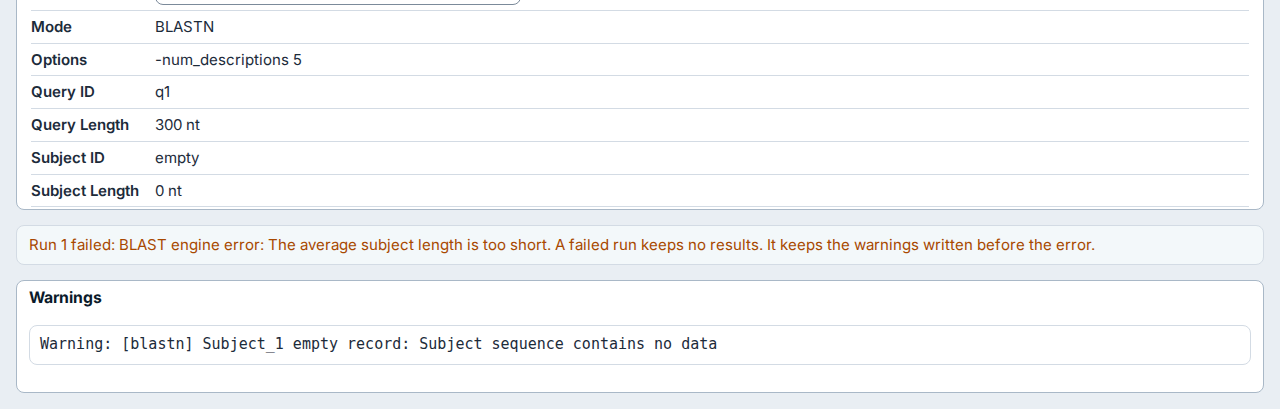 Mode BLASTN
Options -num_descriptions 5
Query ID q1
Query Length 300 nt
Subject ID empty
Subject Length 0 nt
Run 1 failed: BLAST engine error: The average subject length is too short. A failed run keeps no results. It keeps the warnings written before the error.
Warnings
Warning: [blastn] Subject_1 empty record: Subject sequence contains no data